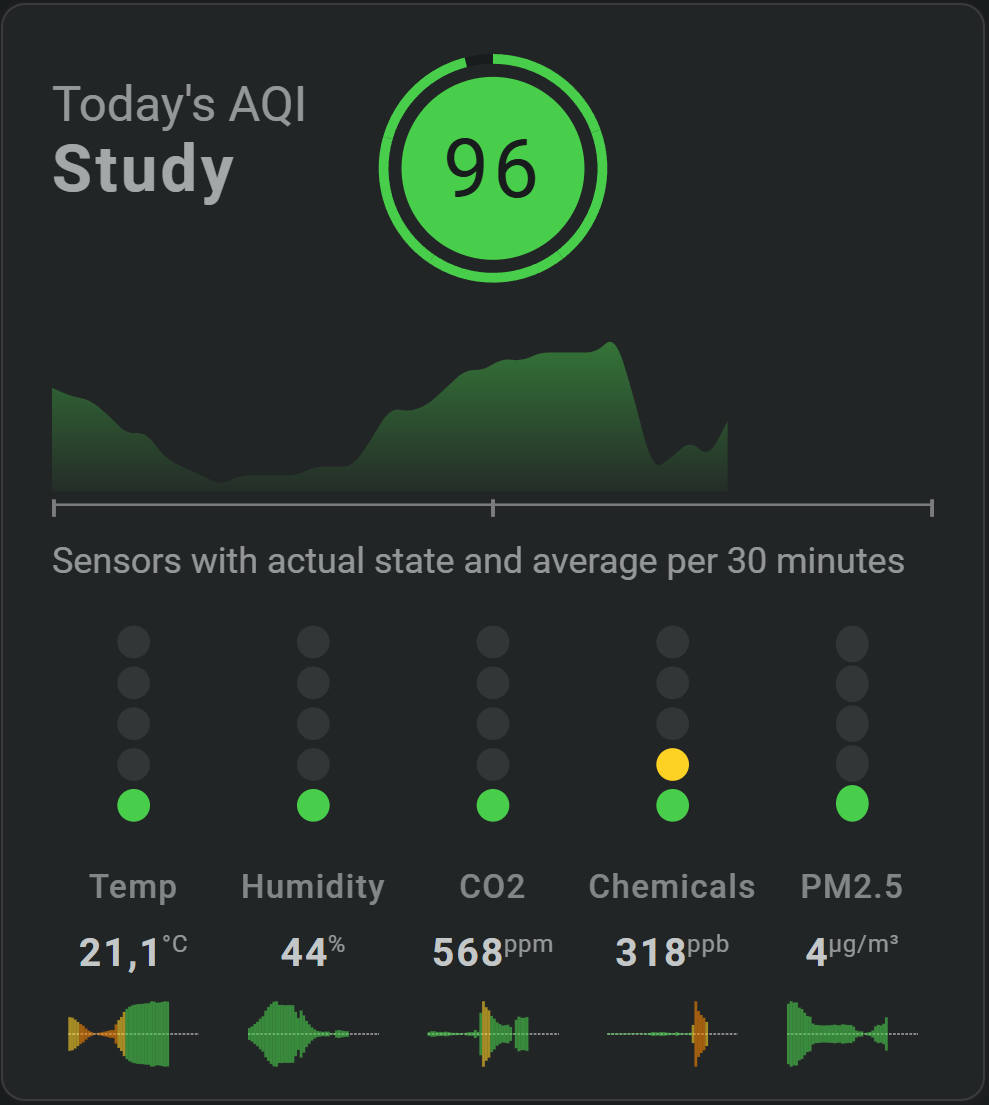 Today's AQI
Study
96
Sensors with actual state and average per 30 minutes
Temp Humidity CO2 Chemicals PM2.5
21,1°C 44% 568ppm 318ppb 4µg/m³